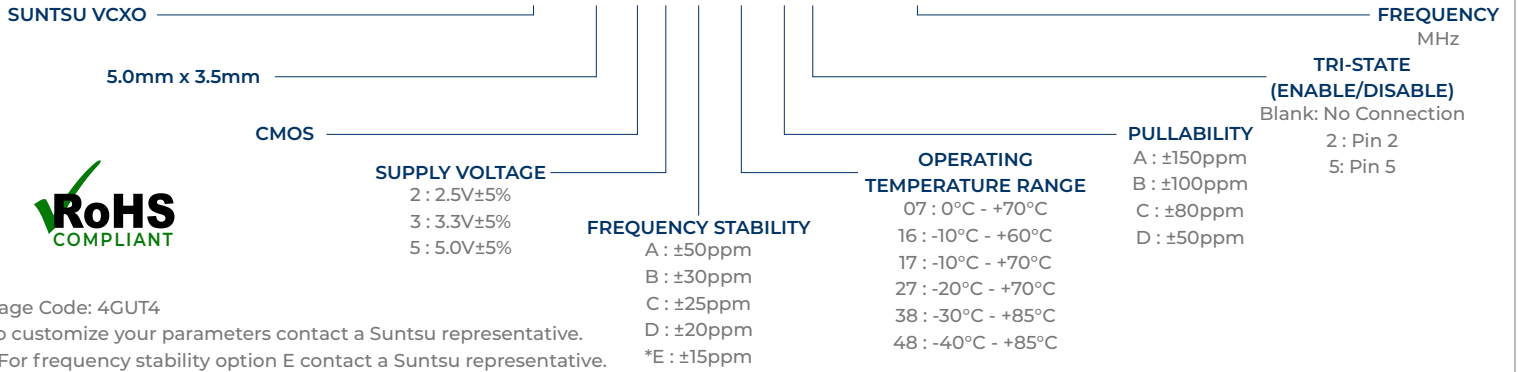 SUNTSU VCXO
5.0mm x 3.5mm
CMOS
SUPPLY VOLTAGE
2 : 2.5V±5%
3 : 3.3V±5%
5 : 5.0V±5%
FREQUENCY STABILITY
A : ±50ppm
B : ±30ppm
C : ±25ppm
D : ±20ppm
*E : ±15ppm
OPERATING
TEMPERATURE RANGE
07 : 0°C - +70°C
16 : -10°C - +60°C
17 : -10°C - +70°C
27 : -20°C - +70°C
38 : -30°C - +85°C
48 : -40°C - +85°C
PULLABILITY
A : ±150ppm
B : ±100ppm
C : ±80ppm
D : ±50ppm
TRI-STATE
(ENABLE/DISABLE)
Blank: No Connection
2 : Pin 2
5: Pin 5
FREQUENCY
MHz
RoHS
COMPLIANT
age Code: 4GUT4
o customize your parameters contact a Suntsu representative.
For frequency stability option E contact a Suntsu representative.